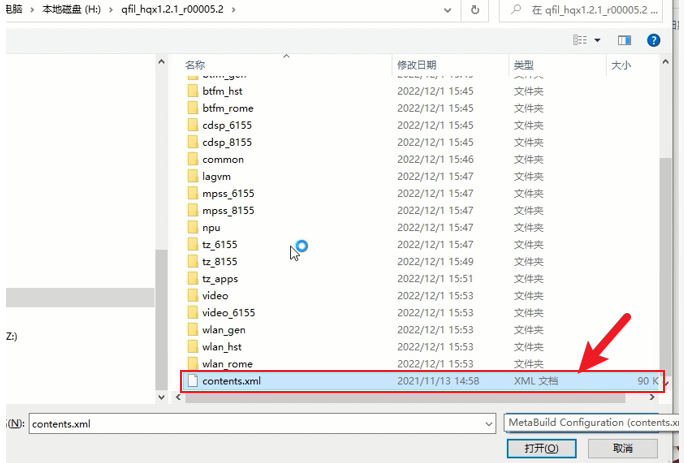 电脑 › 本地磁盘 (H:) › qfil_hqx1.2.1_r00005.2 › 在 qfil_hqx1.2.1_r00005.2 ...
名称 修改日期 类型 大小
btfm_gen 2022/12/1 15:45 文件夹
btfm_hst 2022/12/1 15:45 文件夹
btfm_rome 2022/12/1 15:45 文件夹
cdsp_6155 2022/12/1 15:45 文件夹
cdsp_8155 2022/12/1 15:45 文件夹
common 2022/12/1 15:46 文件夹
lagvm 2022/12/1 15:47 文件夹
mpss_6155 2022/12/1 15:47 文件夹
mpss_8155 2022/12/1 15:47 文件夹
npu 2022/12/1 15:47 文件夹
tz_6155 2022/12/1 15:47 文件夹
tz_8155 2022/12/1 15:49 文件夹
tz_apps 2022/12/1 15:51 文件夹
video 2022/12/1 15:53 文件夹
video_6155 2022/12/1 15:53 文件夹
Z:)
wlan_gen 2022/12/1 15:53 文件夹
wlan_hst 2022/12/1 15:53 文件夹
wlan_rome 2022/12/1 15:53 文件夹
contents.xml 2021/11/13 14:58 XML 文档 90 K
(N): contents.xml MetaBuild Configuration (contents.x
打开(O) 取消